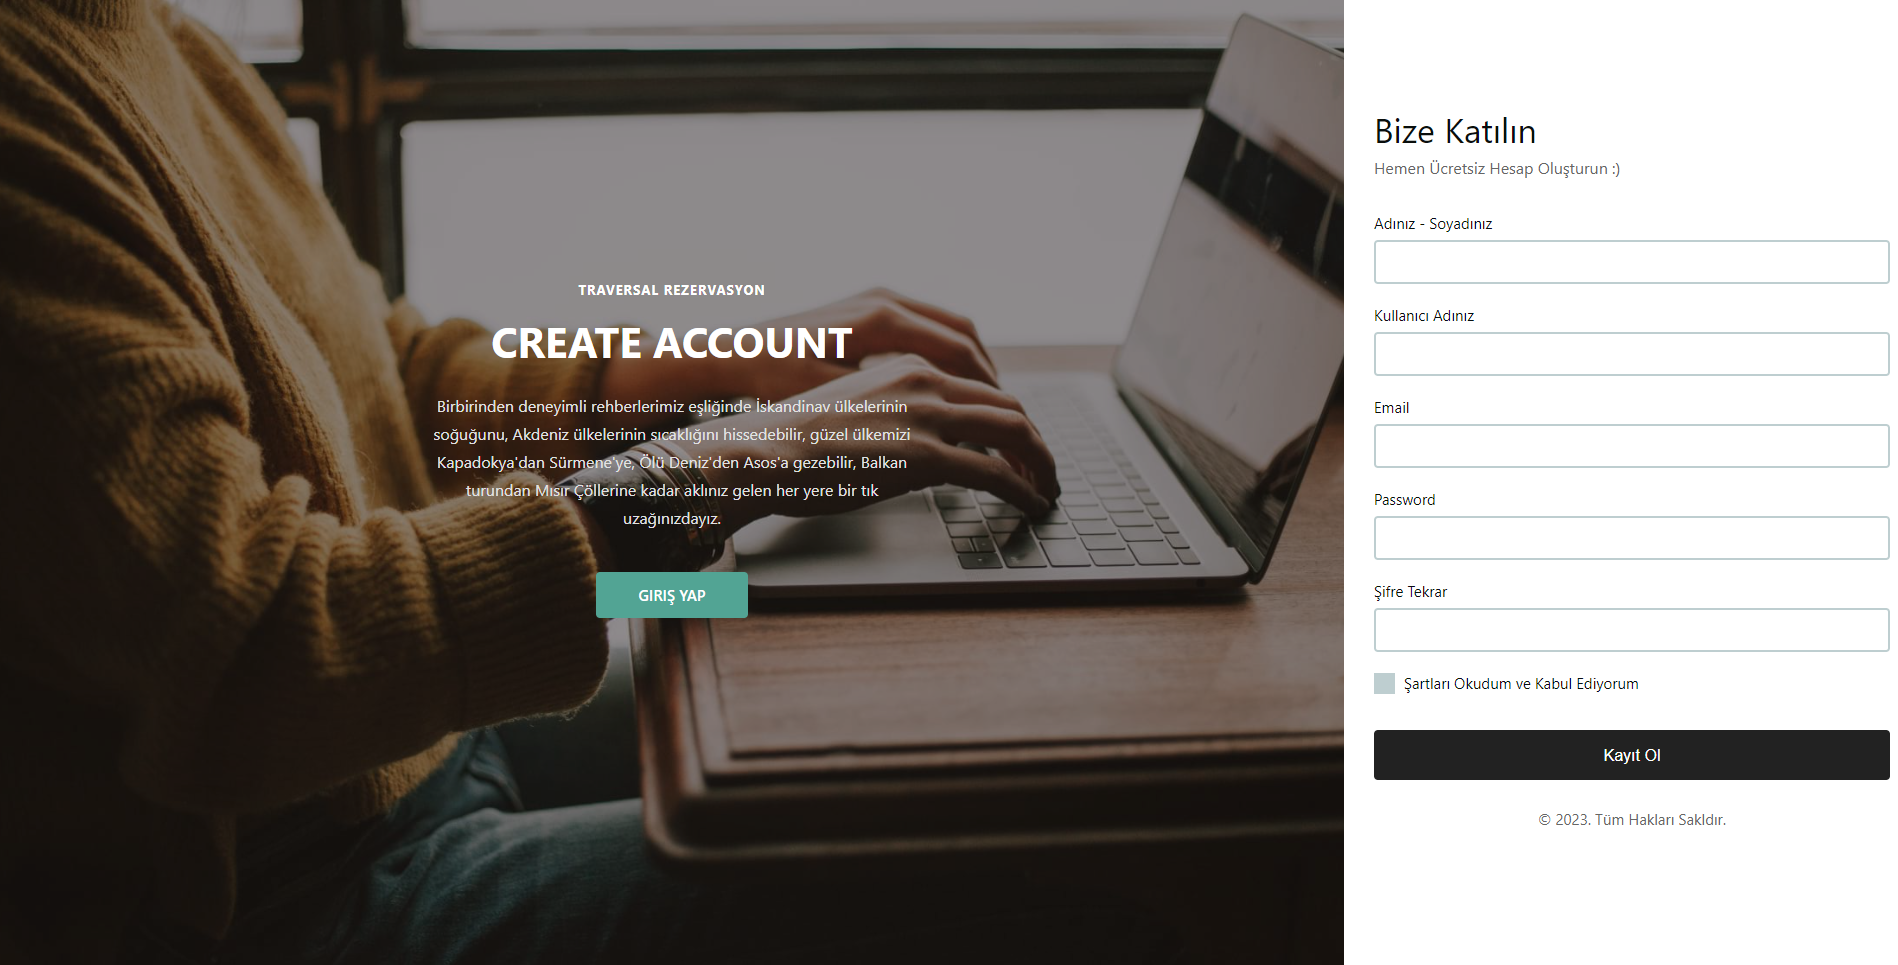 TRAVERSAL REZERVASYON
CREATE ACCOUNT
Birbirinden deneyimli rehberlerimiz eşliğinde İskandinav ülkelerinin
soğuğunu, Akdeniz ülkelerinin sıcaklığını hissedebilir, güzel ülkemizi
Kapadokya'dan Sürmene'ye, Ölü Deniz'den Asos'a gezebilir, Balkan
turundan Mısır Çöllerine kadar aklınız gelen her yere bir tık
uzağınızdayız.
GIRIŞ YAP
Bize Katılın
Hemen Ücretsiz Hesap Oluşturun :)
Adınız - Soyadınız
Kullanıcı Adınız
Email
Password
Şifre Tekrar
Şartları Okudum ve Kabul Ediyorum
Kayıt Ol
© 2023. Tüm Hakları Sakldır.